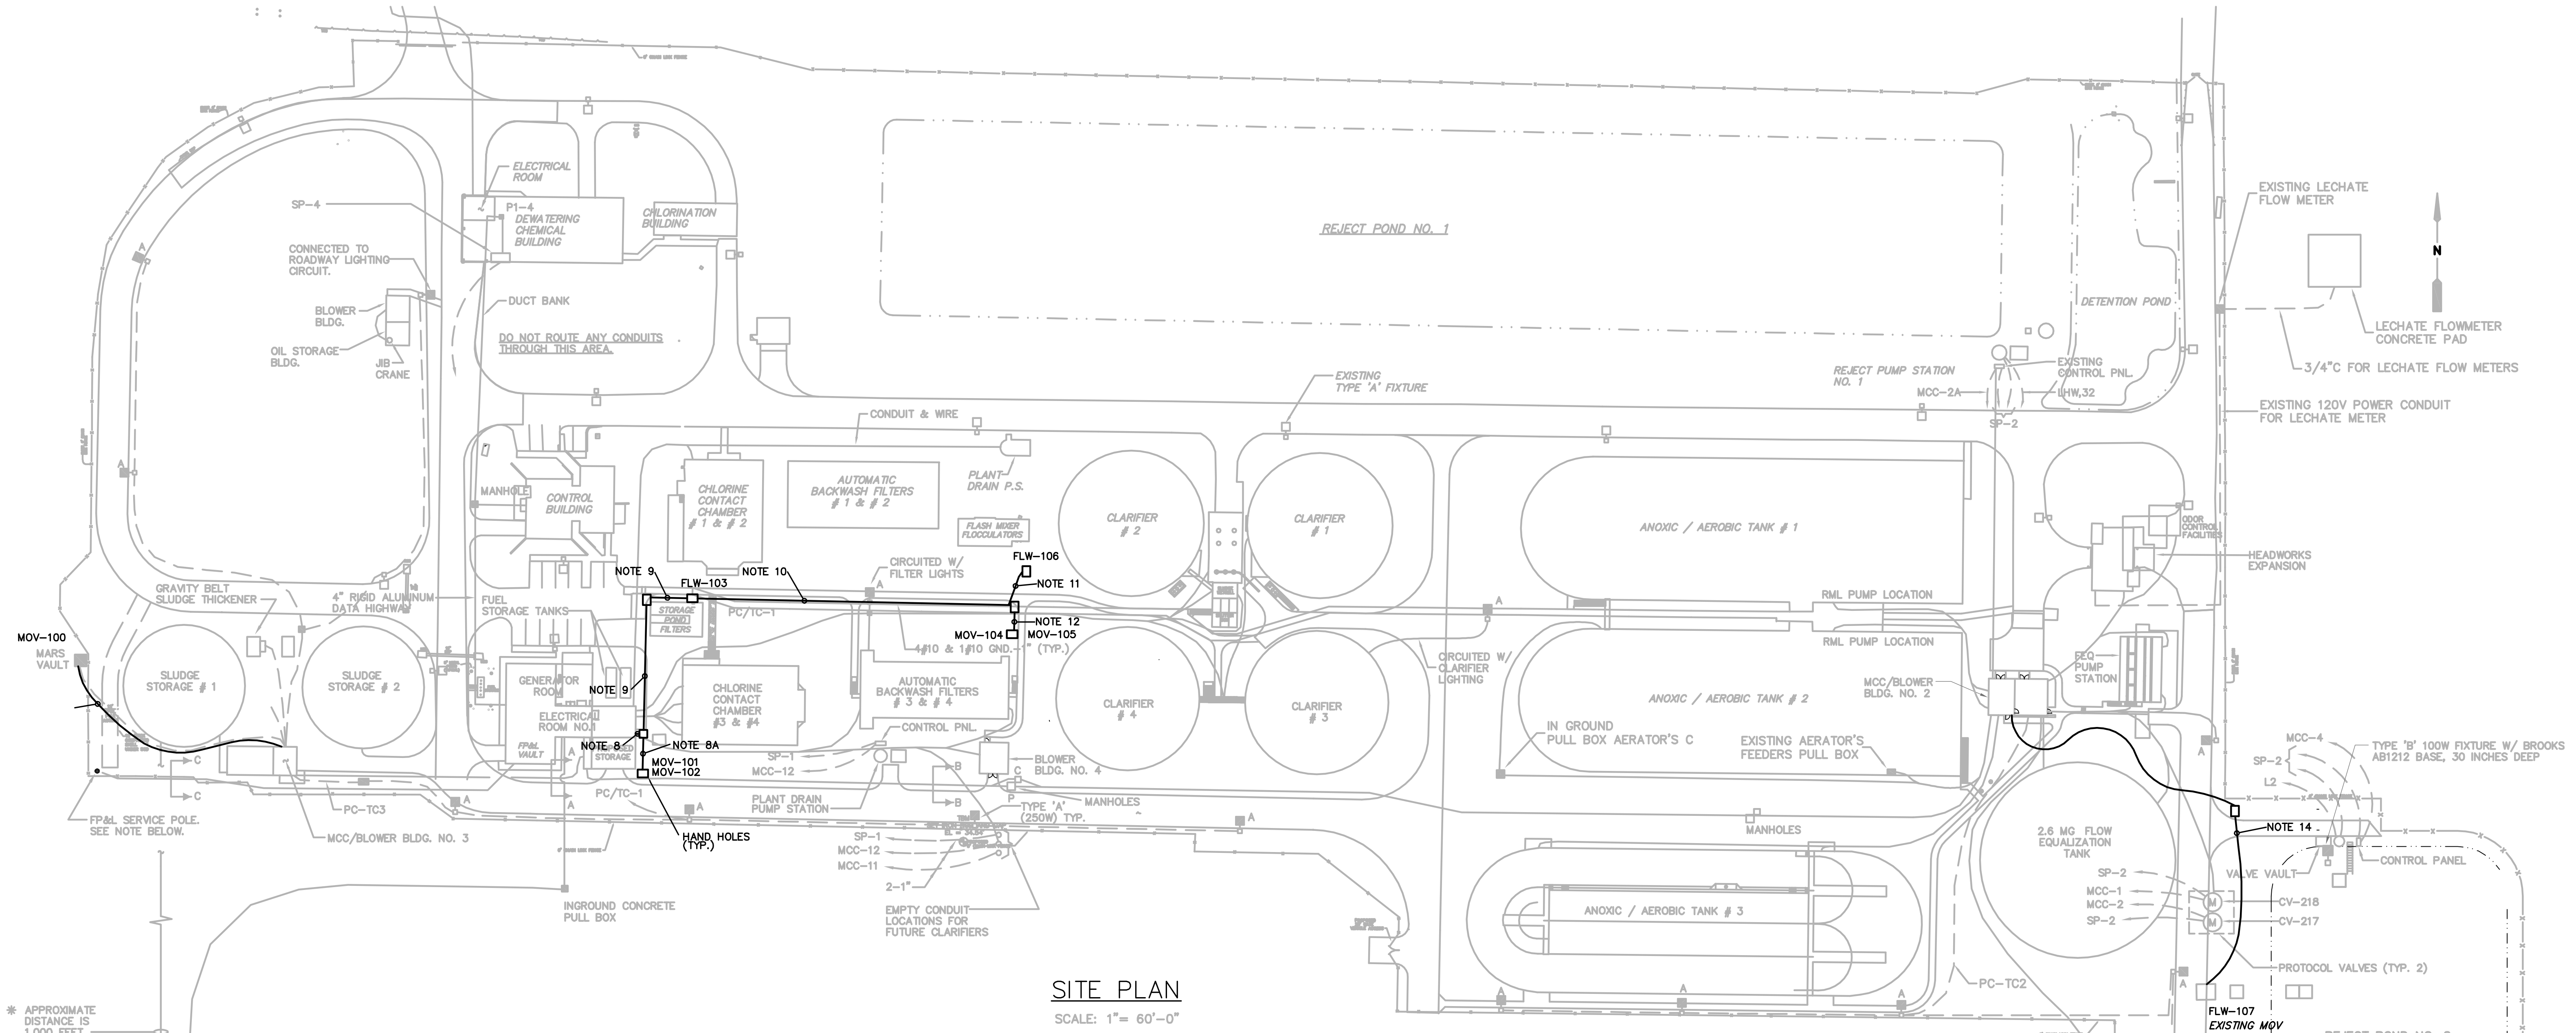 ELECTRICAL
ROOM
SP-4
P1-4
DEWATERING
CHEMICAL
BUILDING
CHLORINATION
BUILDING
REJECT POND NO. 1
EXISTING LECHATE
FLOW METER
N
CONNECTED TO
ROADWAY LIGHTING
CIRCUIT.
A
BLOWER
BLDG.
DUCT BANK
DETENTION POND
OIL STORAGE
BLDG.
JIB
CRANE
DO NOT ROUTE ANY CONDUITS
THROUGH THIS AREA.
LECHATE FLOWMETER
CONCRETE PAD
3/4"C FOR LECHATE FLOW METERS
EXISTING
TYPE 'A' FIXTURE
REJECT PUMP STATION
NO. 1
EXISTING
CONTROL PNL.
MCC-2A
LHW,32
SP-2
EXISTING 120V POWER CONDUIT
FOR LECHATE METER
CONDUIT & WIRE
A
MANHOLE
CONTROL
BUILDING
CHLORINE
CONTACT
CHAMBER
# 1 & # 2
AUTOMATIC
BACKWASH FILTERS
# 1 & # 2
PLANT
DRAIN P.S.
FLASH MIXER
FLOCCULATORS
CLARIFIER
# 2
CLARIFIER
# 1
ANOXIC / AEROBIC TANK # 1
ODOR
CONTROL
FACILITIES
HEADWORKS
EXPANSION
GRAVITY BELT
SLUDGE THICKENER
4" RIGID ALUMINUM
DATA HIGHWAY
FUEL
STORAGE TANKS
NOTE 9
FLW-103
NOTE 10
CIRCUITED W/
FILTER LIGHTS
A
FLW-106
NOTE 11
STORAGE
POND
FILTERS
PC/TC-1
NOTE 12
MOV-104
MOV-105
4#10 & 1#10 GND.-1" (TYP.)
A
RML PUMP LOCATION
RML PUMP LOCATION
MOV-100
MARS
VAULT
SLUDGE
STORAGE # 1
SLUDGE
STORAGE # 2
GENERATOR
ROOM
NOTE 9
CHLORINE
CONTACT
CHAMBER
#3 & #4
AUTOMATIC
BACKWASH FILTERS
# 3 & # 4
CLARIFIER
# 4
CLARIFIER
# 3
CIRCUITED W/
CLARIFIER
LIGHTING
ANOXIC / AEROBIC TANK # 2
MCC/BLOWER
BLDG. NO. 2
FEQ
PUMP
STATION
ELECTRICAL
ROOM NO.1
FP&L
VAULT
STORAGE
NOTE 8
NOTE 8A
MOV-101
MOV-102
CONTROL PNL.
SP-1
MCC-12
BLOWER
BLDG. NO. 4
IN GROUND
PULL BOX AERATOR'S C
EXISTING AERATOR'S
FEEDERS PULL BOX
A
MCC-4
SP-2
L2
TYPE 'B' 100W FIXTURE W/ BROOKS
AB1212 BASE, 30 INCHES DEEP
C
C
A
A
B
B
C
P
FP&L SERVICE POLE.
SEE NOTE BELOW.
PC-TC3
MCC/BLOWER BLDG. NO. 3
A
PC/TC-1
A
HAND HOLES
(TYP.)
PLANT DRAIN
PUMP STATION
MANHOLES
TYPE 'A'
(250W) TYP.
A
SP-1
MCC-12
MCC-11
2-1"
MANHOLES
2.6 MG FLOW
EQUALIZATION
TANK
NOTE 14
CONTROL PANEL
VALVE VAULT
SP-2
MCC-1
MCC-2
SP-2
M
M
CV-218
CV-217
INGROUND CONCRETE
PULL BOX
EMPTY CONDUIT
LOCATIONS FOR
FUTURE CLARIFIERS
ANOXIC / AEROBIC TANK # 3
PROTOCOL VALVES (TYP. 2)
PC-TC2
A
A
A
A
SITE PLAN
SCALE: 1"= 60'-0"
* APPROXIMATE
DISTANCE IS
1,000 FEET
FLW-107
EXISTING MOV